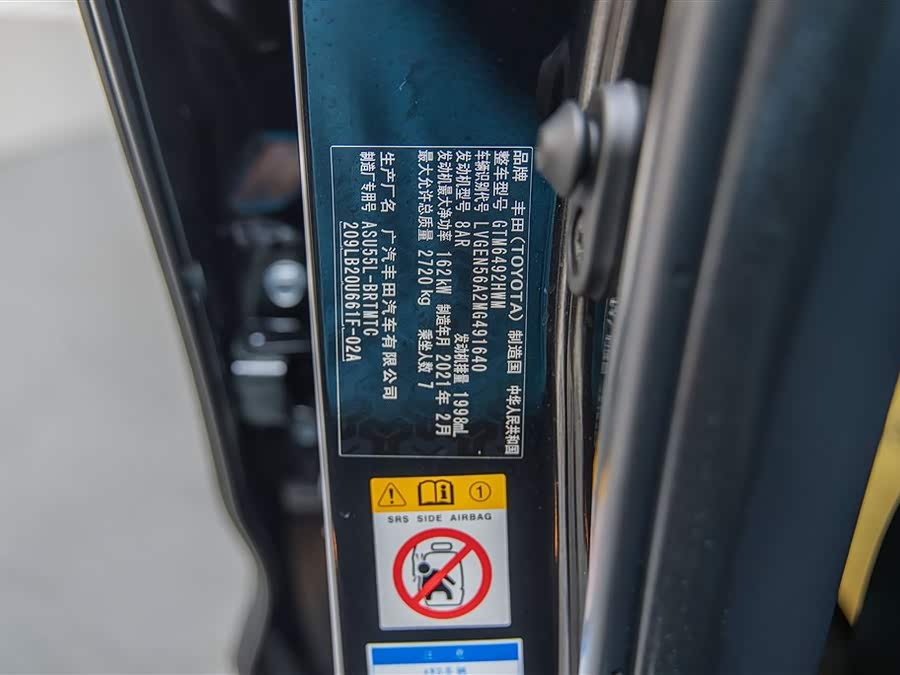 品牌 丰田(TOYOTA) 制造国 中华人民共和国
整车型号 GTM6492HWM
车辆识别代号 LVGEN56A2MG491640
发动机型号 8AR 发动机排量 1998mL
发动机最大净功率 162kW 制造年月 2021年 2月
最大允许总质量 2720kg 乘坐人数 7
生产厂名 广汽丰田汽车有限公司
制造厂专用号 ASU55L-BRTMTC
209LB20U661F-02A
1
SRS SIDE AIRBAG